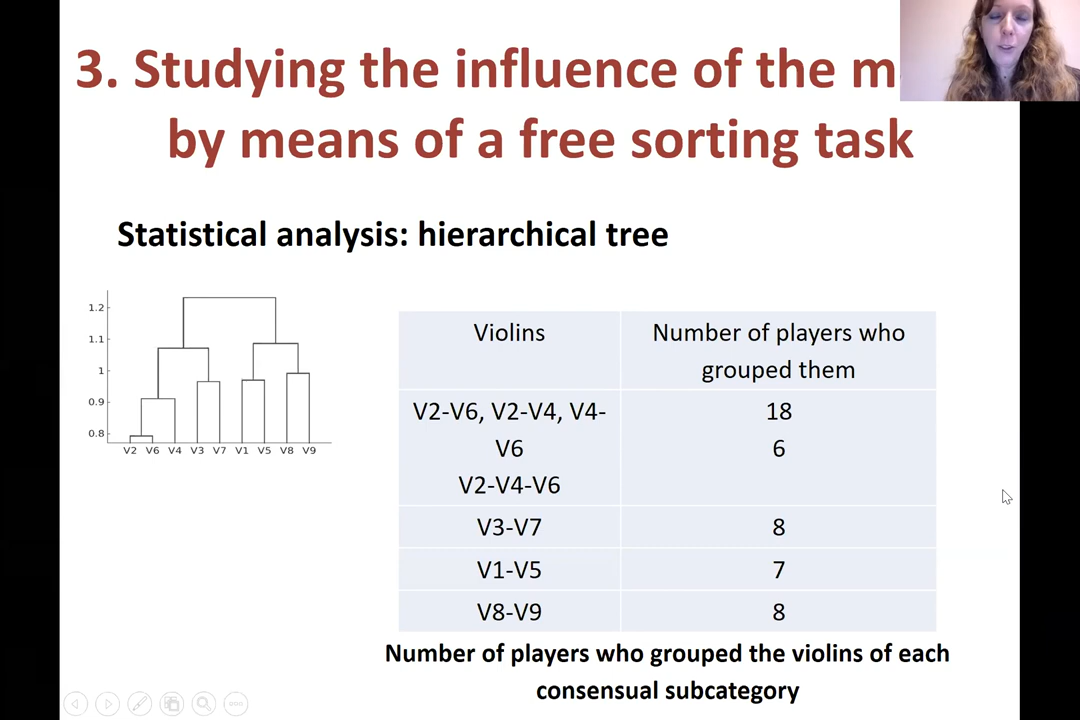 3. Studying the influence of the
by means of a free sorting task
Statistical analysis: hierarchical tree
1.2
1.1
1
0.9
0.8
V2 V6 V4 V3 V7 V1 V5 V8 V9
Violins
Number of players who
grouped them
V2-V6, V2-V4, V4-
V6
V2-V4-V6
18
6
V3-V7
8
V1-V5
7
V8-V9
8
Number of players who grouped the violins of each
consensual subcategory